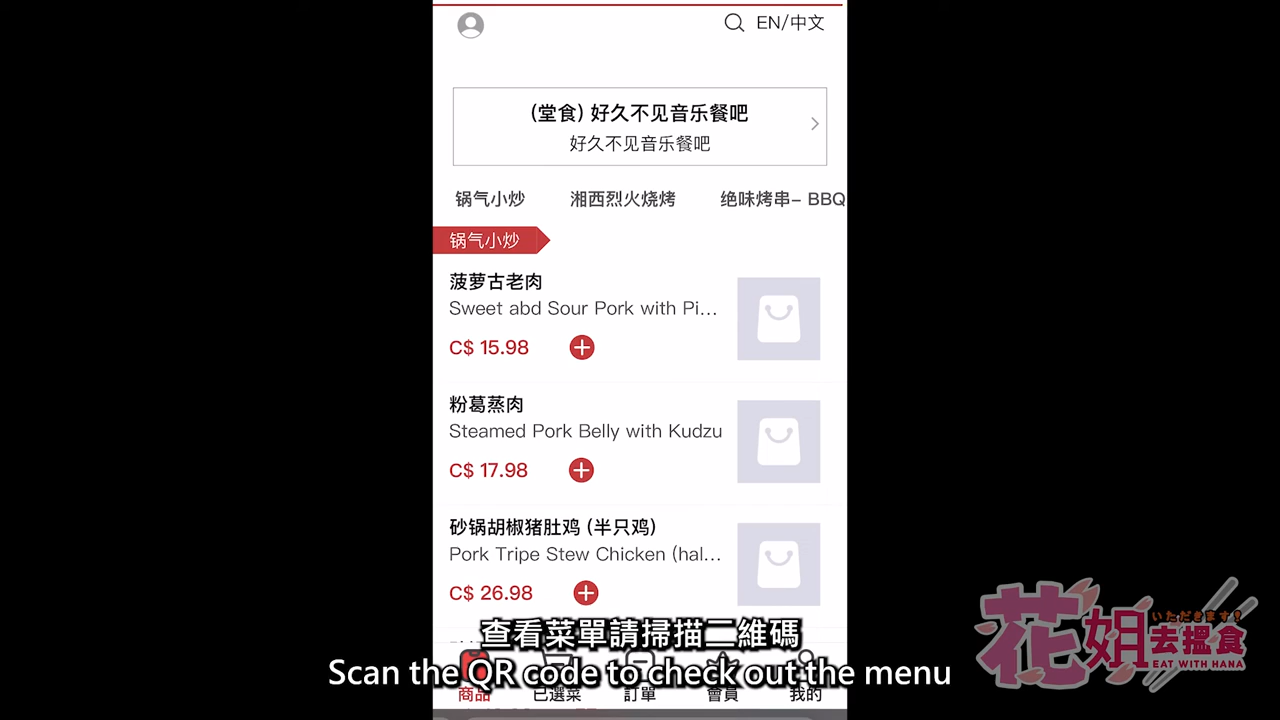 EN/中文
(堂食) 好久不见音乐餐吧
好久不见音乐餐吧
锅气小炒 湘西烈火烧烤 绝味烤串- BBQ
锅气小炒
菠萝古老肉
Sweet abd Sour Pork with Pi...
C$ 15.98
粉葛蒸肉
Steamed Pork Belly with Kudzu
C$ 17.98
砂锅胡椒猪肚鸡 (半只鸡)
Pork Tripe Stew Chicken (hal...
C$ 26.98
查看菜單請掃描二維碼
Scan the QR code to check out the menu
商品 已選菜 訂單 會員 我的
花姐去搵食
いただきます!
EAT WITH HANA